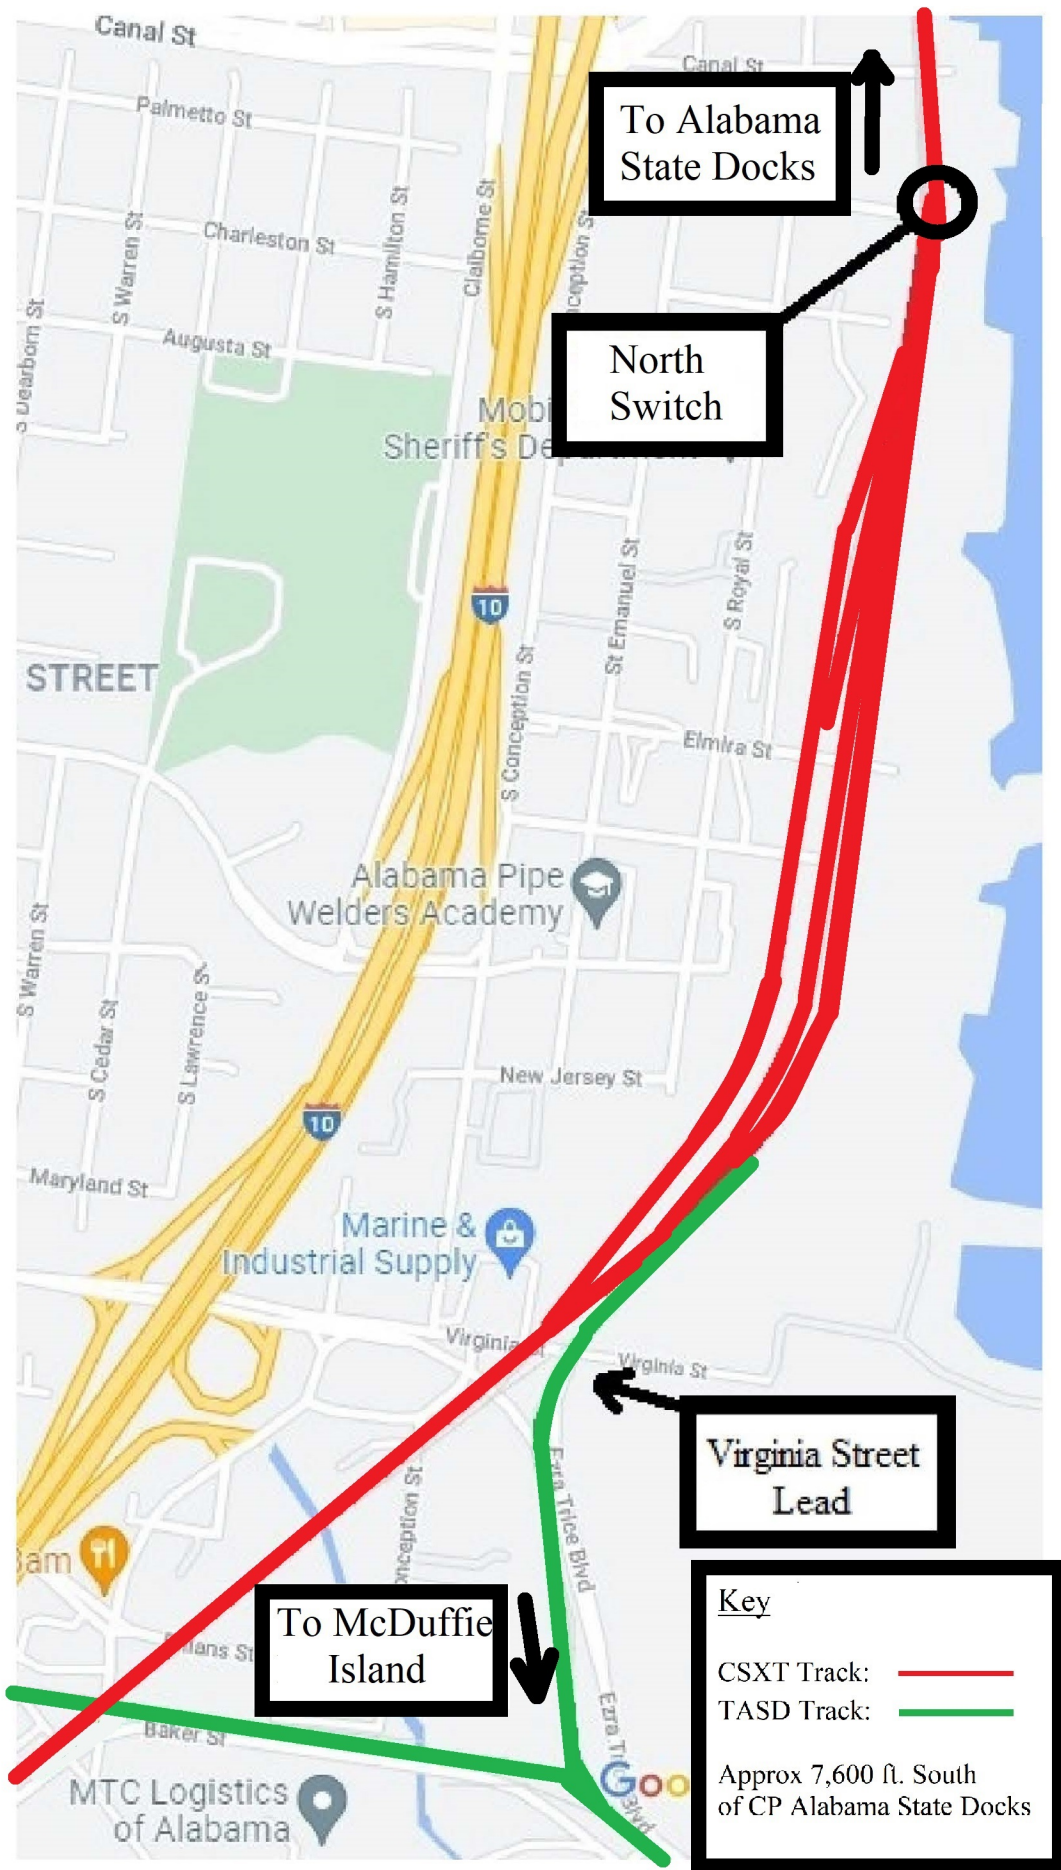 Canal St
Canal St
To Alabama
State Docks
Palmetto St
Charleston St
S Warren St
S Hamilton St
Claiborne St
S Dearborn St
Augusta St
North
Switch
Sheriff's
10
St Emanuel St
S Royal St
STREET
S Conception St
Elmira St
Alabama Pipe
Welders Academy
S Warren St
S Cedar St
S Lawrence St
New Jersey St
10
Maryland St
Marine &
Industrial Supply
Virginia St
Virginia St
Virginia Street
Lead
Ezra Trice Blvd
To McDuffie
Island
Baker St
MTC Logistics
of Alabama
Goo
Key
CSXT Track:
TASD Track:
Approx 7,600 ft. South
of CP Alabama State Docks